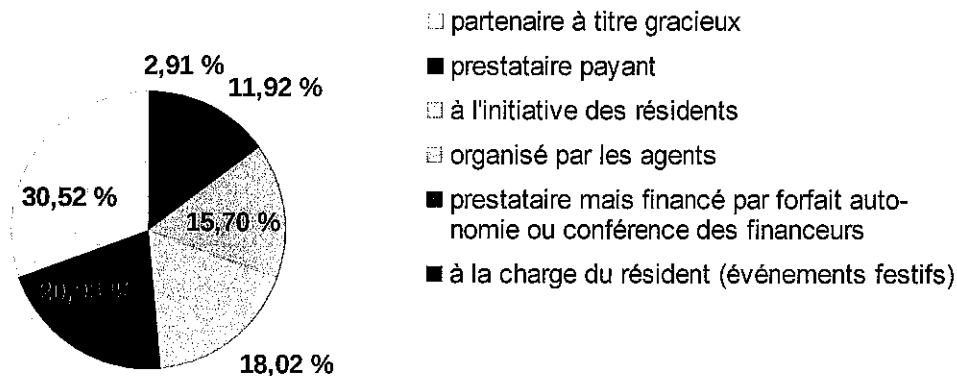 partenaire à titre gracieux
prestataire payant
à l'initiative des résidents
organisé par les agents
prestataire mais financé par forfait auto-
nomie ou conférence des financeurs
à la charge du résident (événements festifs)
2,91 %
11,92 %
15,70 %
18,02 %
30,52 %